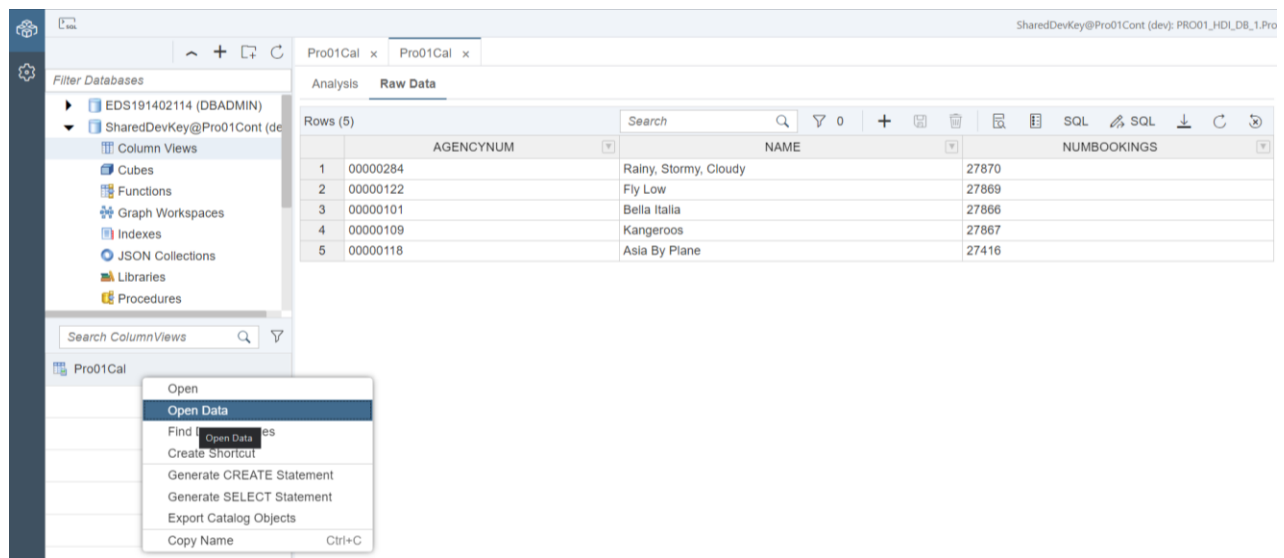 SQL
SharedDevKey@Pro01Cont (dev): PRO01_HDI_DB_1.Pro
Filter Databases
EDS191402114 (DBADMIN)
SharedDevKey@Pro01Cont (de
Column Views
Cubes
Functions
Graph Workspaces
Indexes
JSON Collections
Libraries
Procedures
Search ColumnViews
Pro01Cal
Open
Open Data
Find D es
Open Data
Create Shortcut
Generate CREATE Statement
Generate SELECT Statement
Export Catalog Objects
Copy Name Ctrl+C
Pro01Cal x Pro01Cal x
Analysis Raw Data
Rows (5) Search 0 SQL SQL
AGENCYNUM NAME NUMBOOKINGS
1 00000284 Rainy, Stormy, Cloudy 27870
2 00000122 Fly Low 27869
3 00000101 Bella Italia 27866
4 00000109 Kangeroos 27867
5 00000118 Asia By Plane 27416